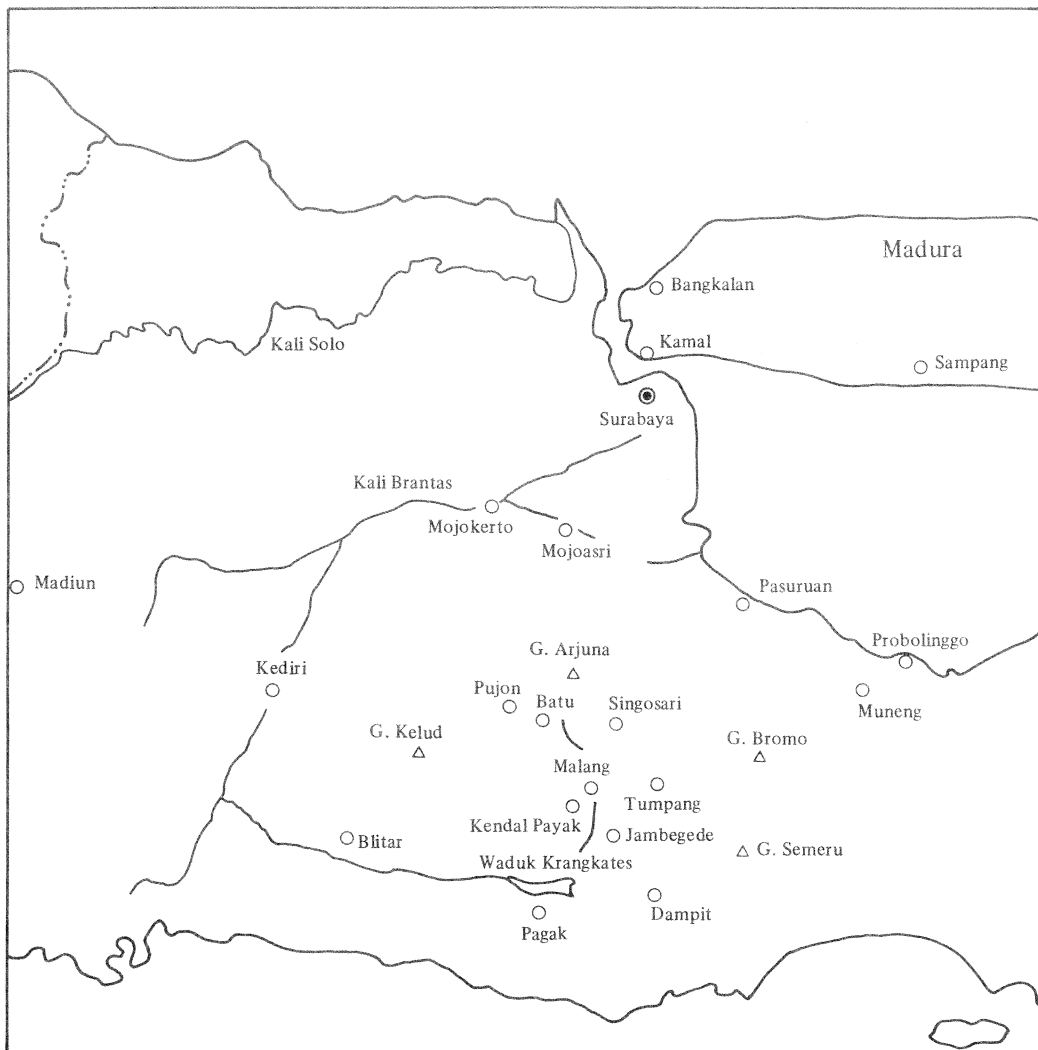 Madura
Bangkalan
Kali Solo
Kamal
Sampang
Surabaya
Kali Brantas
Mojokerto
Mojoasri
Madiun
Pasuruan
Probolinggo
G. Arjuna
Kediri
Pujon
Batu
Singosari
Muneng
G. Kelud
G. Bromo
Malang
Tumpang
Kendal Payak
Jambegede
Blitar
G. Semeru
Waduk Krangkates
Dampit
Pagak